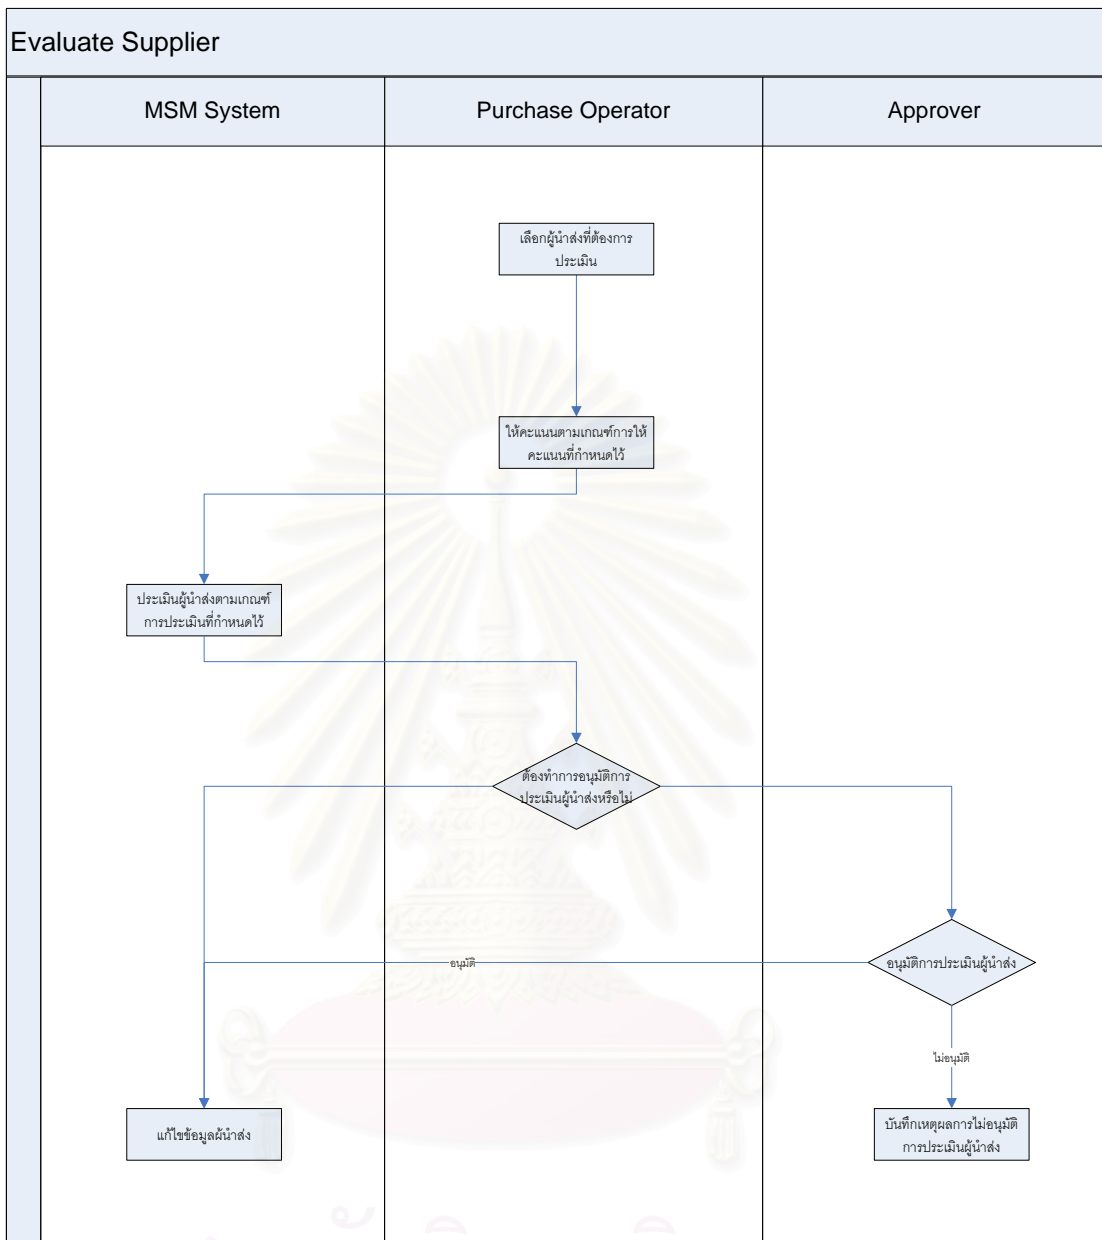 Evaluate Supplier
MSM System
Purchase Operator
Approver
เลือกผู้นำส่งที่ต้องการ
ประเมิน
ให้คะแนนตามเกณฑ์การให้
คะแนนที่กำหนดไว้
ประเมินผู้นำส่งตามเกณฑ์
การประเมินที่กำหนดไว้
ต้องทำการอนุมัติการ
ประเมินผู้นำส่งหรือไม่
อนุมัติการประเมินผู้นำส่ง
อนุมัติ
ไม่อนุมัติ
แก้ไขข้อมูลผู้นำส่ง
บันทึกเหตุผลการไม่อนุมัติ
การประเมินผู้นำส่ง